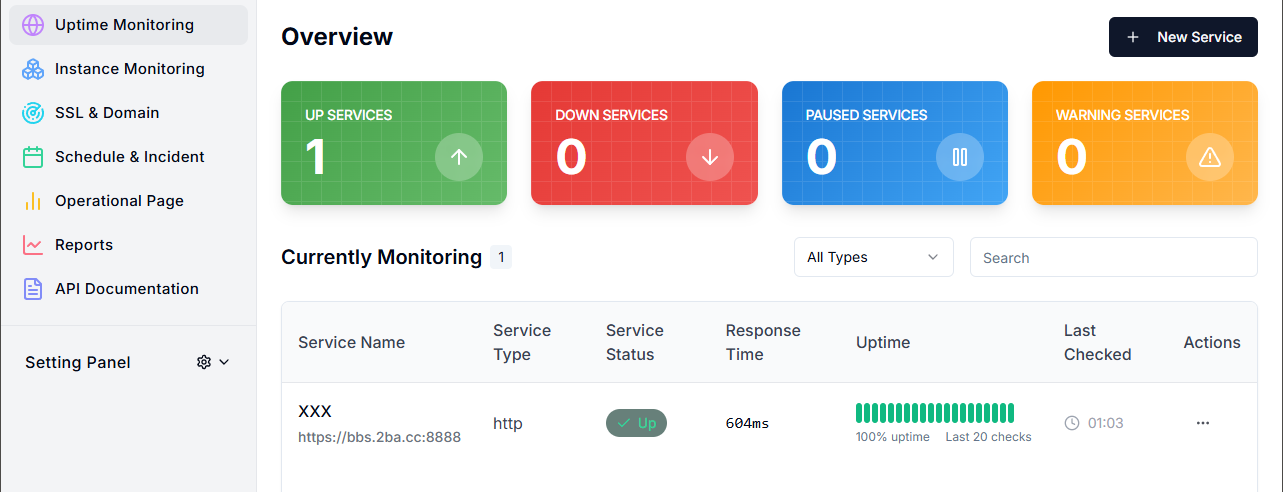 Uptime Monitoring
Instance Monitoring
SSL & Domain
Schedule & Incident
Operational Page
Reports
API Documentation
Setting Panel
Overview
+ New Service
UP SERVICES
1
DOWN SERVICES
0
PAUSED SERVICES
0
WARNING SERVICES
0
Currently Monitoring 1
All Types
Search
Service Name
Service
Type
Service
Status
Response
Time
Uptime
Last
Checked
Actions
XXX
https://bbs.2ba.cc:8888
http
Up
604ms
100% uptime
Last 20 checks
01:03